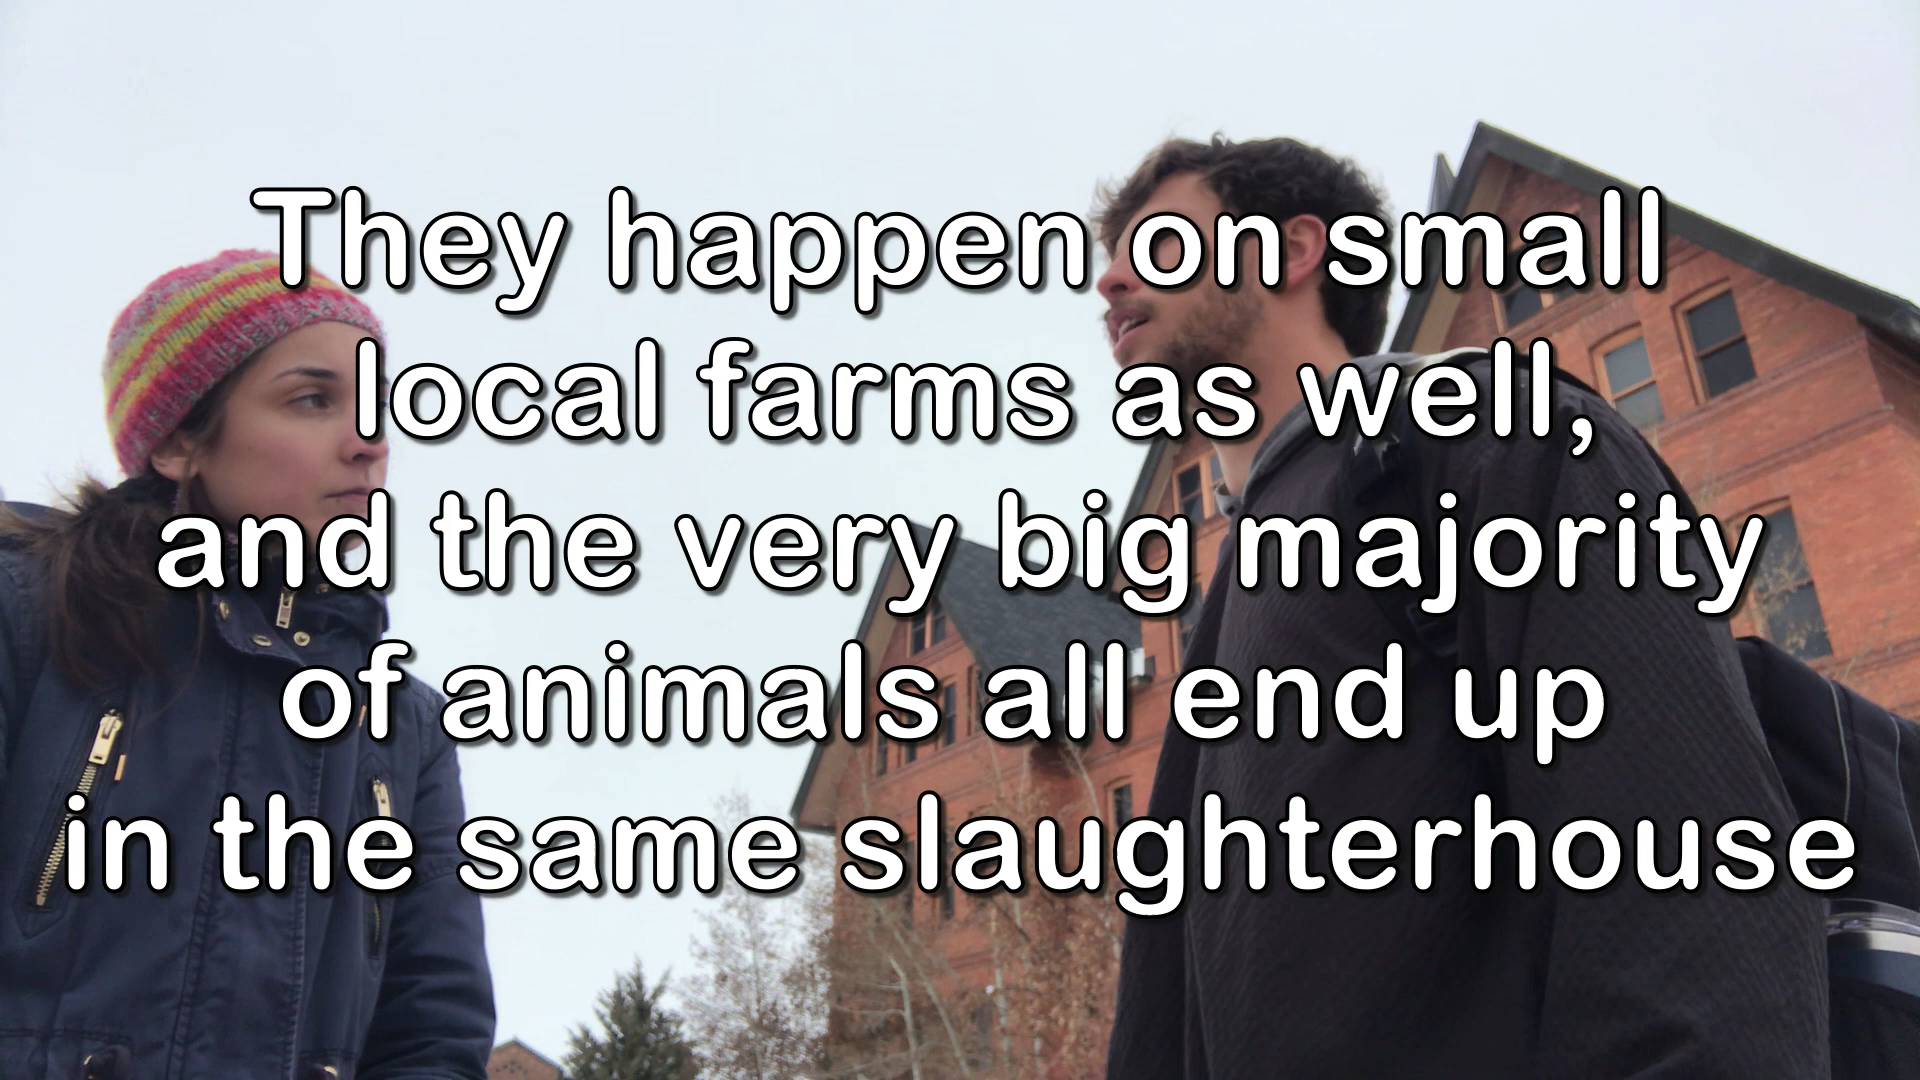 They happen on small
local farms as well,
and the very big majority
of animals all end up
in the same slaughterhouse